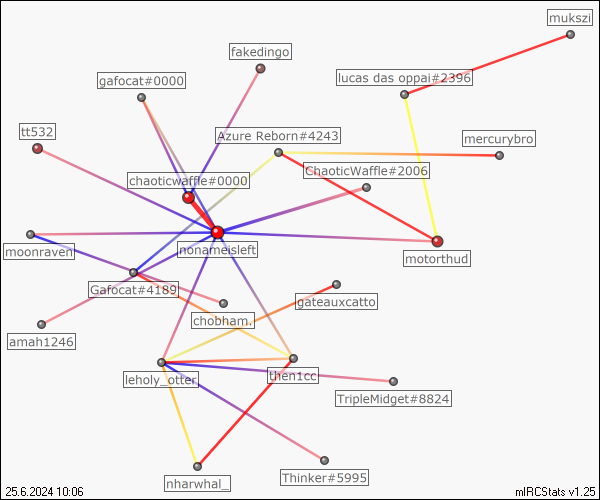 mukszi
fakedingo
lucas das oppai#2396
gafocat#0000
tt532
Azure Reborn#4243
mercurybro
ChaoticWaffle#2006
chaoticwaffle#0000
moonraven
nonameisleft
motorthud
Gafocat#4189
gateauxcatto
chobham.
amah1246
leholy_otter
then1cc
TripleMidget#8824
Thinker#5995
nharwhal_
25.6.2024 10:06
mIRCStats v1.25